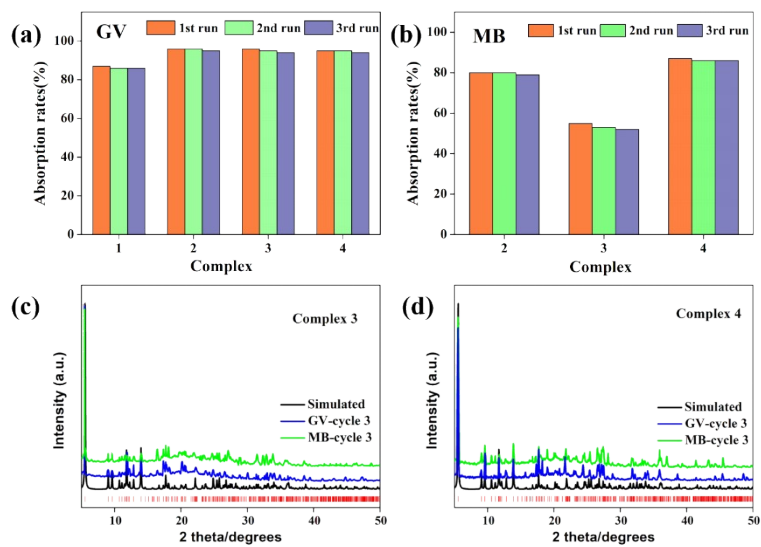 (a)
GV
1st run 2nd run 3rd run
100
80
60
40
20
0
Absorption rates(%)
1 2 3 4
Complex
(b)
MB
1st run 2nd run 3rd run
100
80
60
40
20
0
Absorption rates(%)
2 3 4
Complex
(c)
Complex 3
Simulated
GV-cycle 3
MB-cycle 3
Intensity (a.u.)
10 20 30 40 50
2 theta/degrees
(d)
Complex 4
Simulated
GV-cycle 3
MB-cycle 3
Intensity (a.u.)
10 20 30 40 50
2 theta/degrees